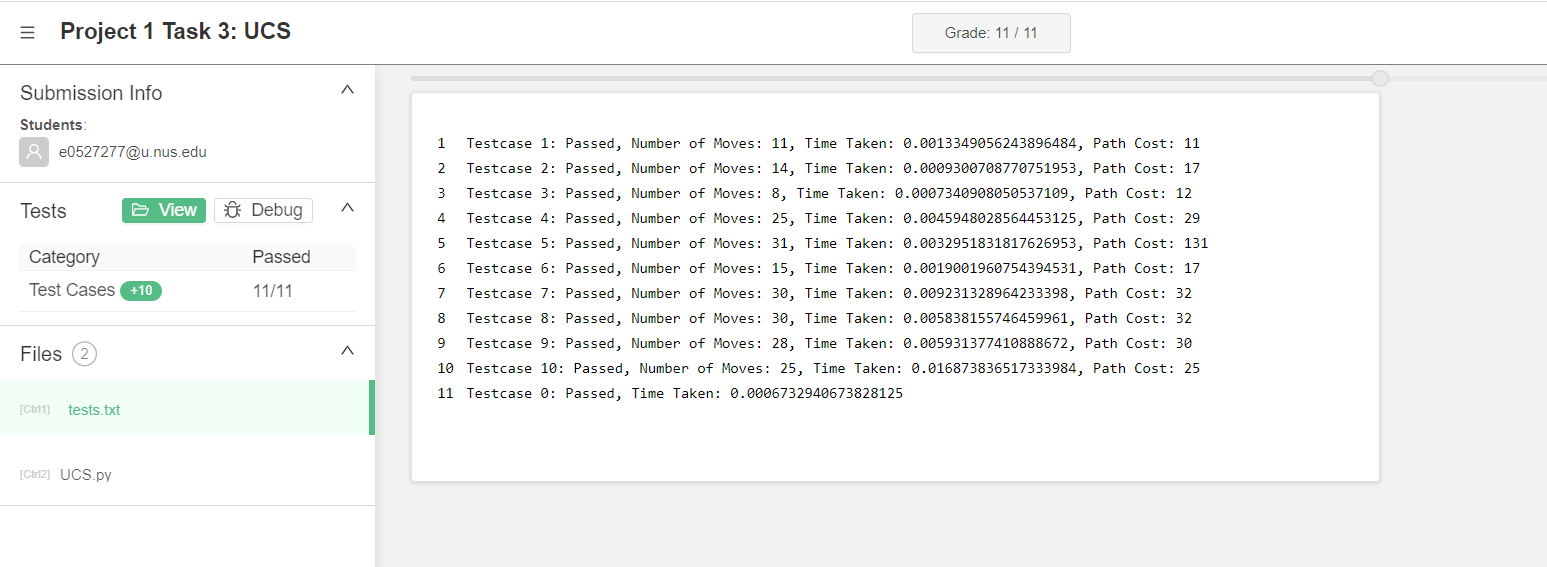 Project 1 Task 3: UCS
Grade: 11 / 11
Submission Info
Students:
e0527277@u.nus.edu
Tests View Debug
Category Passed
Test Cases +10 11/11
Files 2
[Ctrl1] tests.txt
[Ctrl2] UCS.py
1 Testcase 1: Passed, Number of Moves: 11, Time Taken: 0.0013349056243896484, Path Cost: 11
2 Testcase 2: Passed, Number of Moves: 14, Time Taken: 0.0009300708770751953, Path Cost: 17
3 Testcase 3: Passed, Number of Moves: 8, Time Taken: 0.0007340908050537109, Path Cost: 12
4 Testcase 4: Passed, Number of Moves: 25, Time Taken: 0.0045948028564453125, Path Cost: 29
5 Testcase 5: Passed, Number of Moves: 31, Time Taken: 0.0032951831817626953, Path Cost: 131
6 Testcase 6: Passed, Number of Moves: 15, Time Taken: 0.0019001960754394531, Path Cost: 17
7 Testcase 7: Passed, Number of Moves: 30, Time Taken: 0.009231328964233398, Path Cost: 32
8 Testcase 8: Passed, Number of Moves: 30, Time Taken: 0.005838155746459961, Path Cost: 32
9 Testcase 9: Passed, Number of Moves: 28, Time Taken: 0.005931377410888672, Path Cost: 30
10 Testcase 10: Passed, Number of Moves: 25, Time Taken: 0.016873836517333984, Path Cost: 25
11 Testcase 0: Passed, Time Taken: 0.0006732940673828125